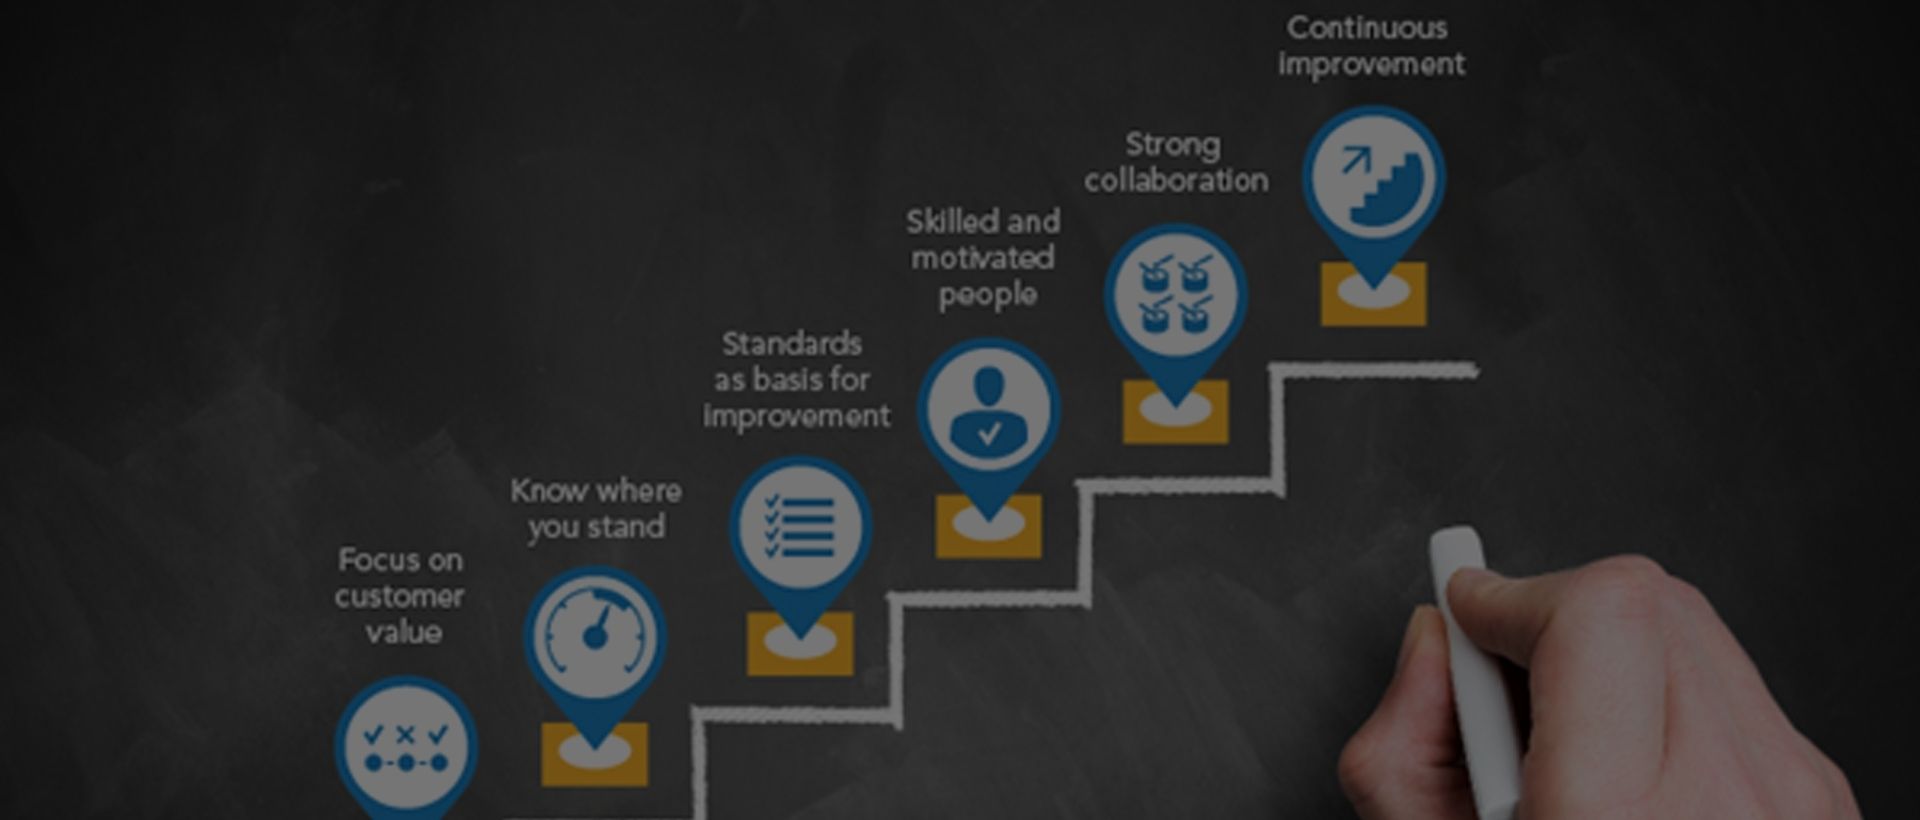 Continuous
improvement
Strong
collaboration
Skilled and
motivated
people
Standards
as basis for
improvement
Know where
you stand
Focus on
customer
value